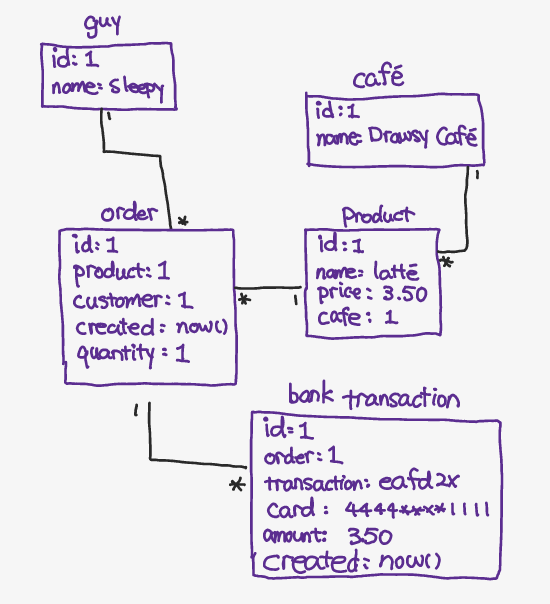 guy
id: 1
name: Sleepy
1
café
id: 1
name: Drowsy Café
1
order
*
id: 1
product: 1
customer: 1
created: now()
quantity: 1
*
1
Product
*
id: 1
name: latté
price: 3.50
cafe: 1
1
*
bank transaction
id: 1
order: 1
transaction: eafd2x
card: 4444****1111
amount: 350
created: now()